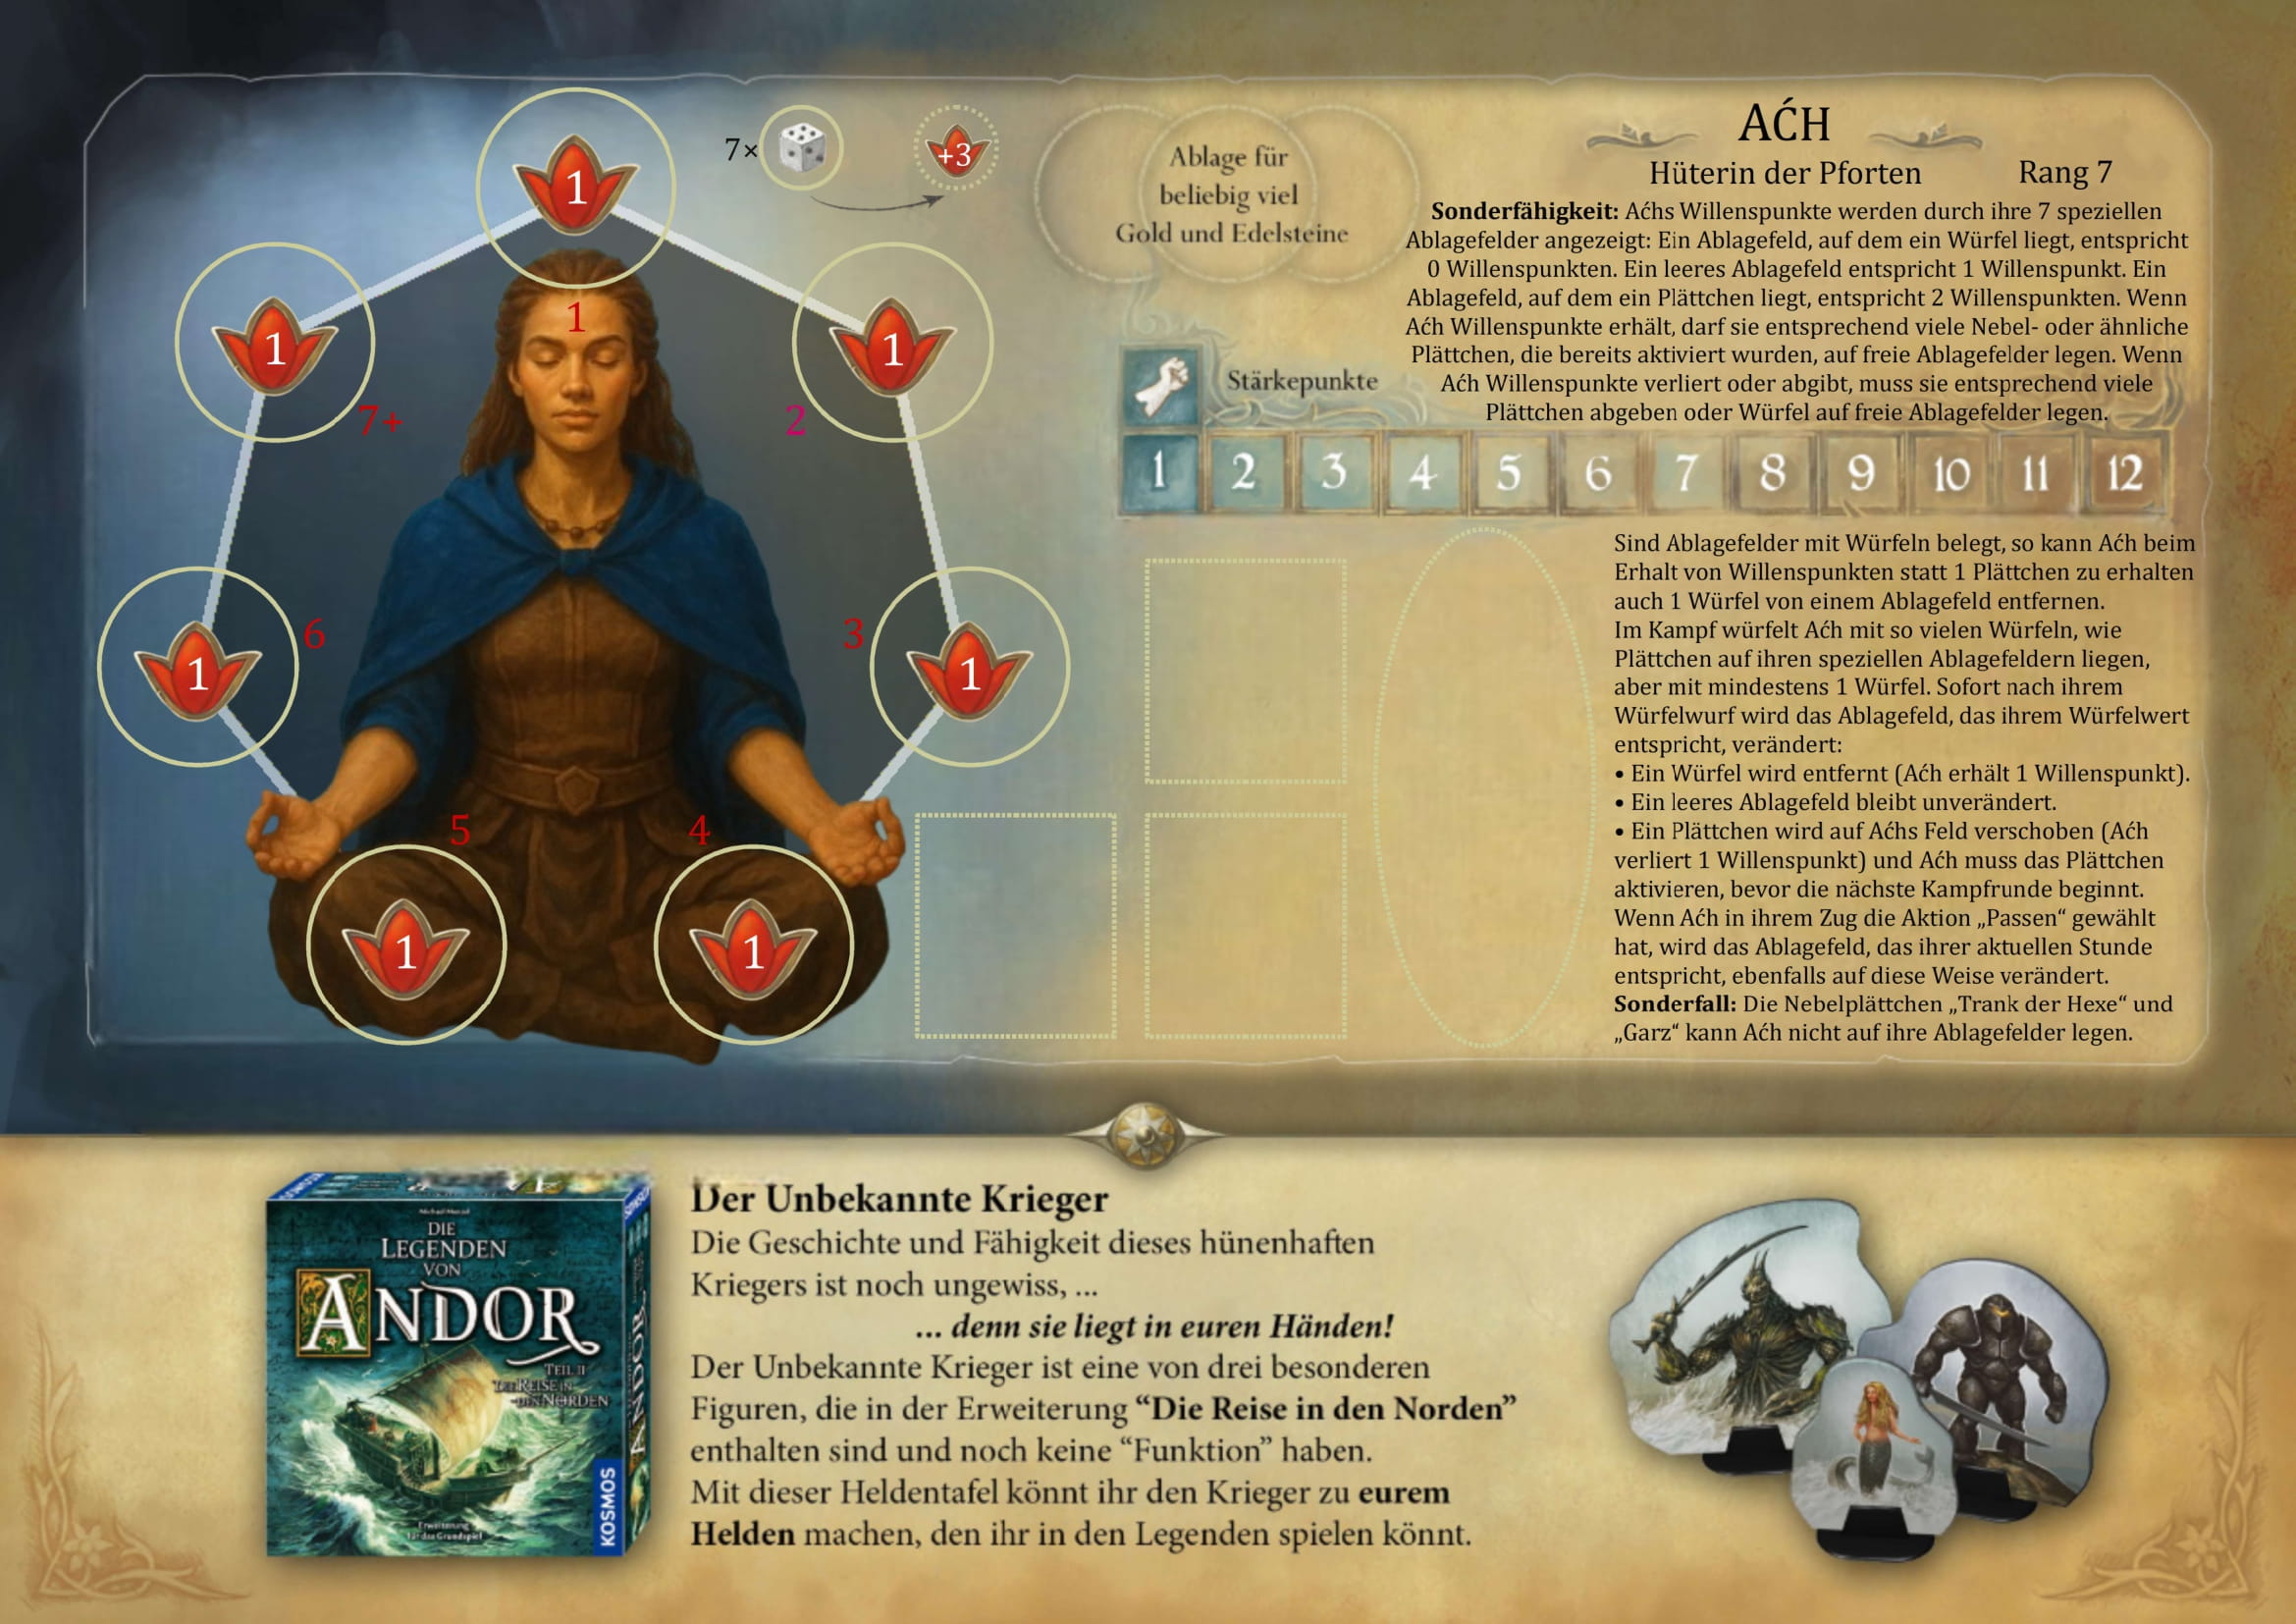 AĆH
Hüterin der Pforten
Rang 7
Sonderfähigkeit: Aćhs Willenspunkte werden durch ihre 7 speziellen
Ablagefelder angezeigt: Ein Ablagefeld, auf dem ein Würfel liegt, entspricht
0 Willenspunkten. Ein leeres Ablagefeld entspricht 1 Willenspunkt. Ein
Ablagefeld, auf dem ein Plättchen liegt, entspricht 2 Willenspunkten. Wenn
Aćh Willenspunkte erhält, darf sie entsprechend viele Nebel- oder ähnliche
Plättchen, die bereits aktiviert wurden, auf freie Ablagefelder legen. Wenn
Aćh Willenspunkte verliert oder abgibt, muss sie entsprechend viele
Plättchen abgeben oder Würfel auf freie Ablagefelder legen.
7×
+3
Ablage für
beliebig viel
Gold und Edelsteine
Stärkepunkte
1 2 3 4 5 6 7 8 9 10 11 12
1
1
1
2
1
3
1
4
1
5
1
6
1
7+
Sind Ablagefelder mit Würfeln belegt, so kann Aćh beim
Erhalt von Willenspunkten statt 1 Plättchen zu erhalten
auch 1 Würfel von einem Ablagefeld entfernen.
Im Kampf würfelt Aćh mit so vielen Würfeln, wie
Plättchen auf ihren speziellen Ablagefeldern liegen,
aber mit mindestens 1 Würfel. Sofort nach ihrem
Würfelwurf wird das Ablagefeld, das ihrem Würfelwert
entspricht, verändert:
• Ein Würfel wird entfernt (Aćh erhält 1 Willenspunkt).
• Ein leeres Ablagefeld bleibt unverändert.
• Ein Plättchen wird auf Aćhs Feld verschoben (Aćh
verliert 1 Willenspunkt) und Aćh muss das Plättchen
aktivieren, bevor die nächste Kampfrunde beginnt.
Wenn Aćh in ihrem Zug die Aktion „Passen“ gewählt
hat, wird das Ablagefeld, das ihrer aktuellen Stunde
entspricht, ebenfalls auf diese Weise verändert.
Sonderfall: Die Nebelplättchen „Trank der Hexe“ und
„Garz“ kann Aćh nicht auf ihre Ablagefelder legen.
KOSMOS
Michael Menzel
DIE
LEGENDEN
VON
ANDOR
TEIL II
DIE REISE IN
DEN NORDEN
Erweiterung
für das Grundspiel
KOSMOS
ANDOR
Der Unbekannte Krieger
Die Geschichte und Fähigkeit dieses hünenhaften
Kriegers ist noch ungewiss, ...
... denn sie liegt in euren Händen!
Der Unbekannte Krieger ist eine von drei besonderen
Figuren, die in der Erweiterung “Die Reise in den Norden”
enthalten sind und noch keine “Funktion” haben.
Mit dieser Heldentafel könnt ihr den Krieger zu eurem
Helden machen, den ihr in den Legenden spielen könnt.